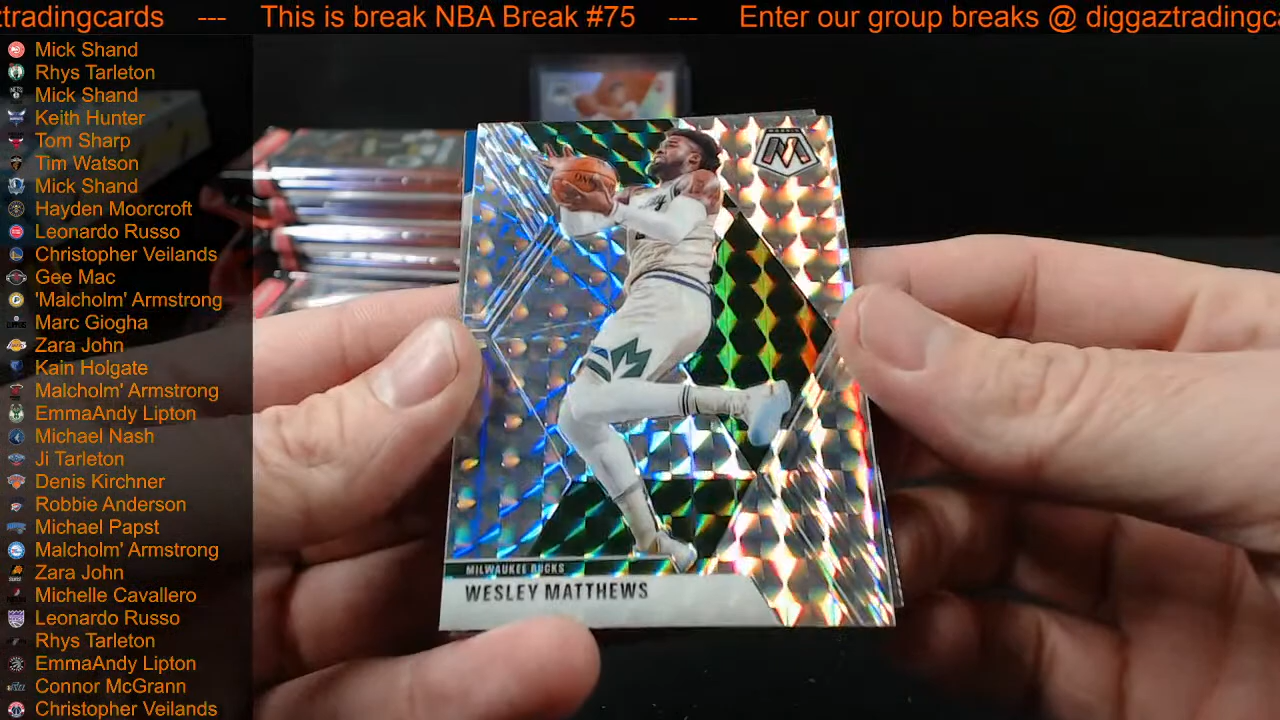 ztradingcards --- This is break NBA Break #75 --- Enter our group breaks @ diggaztradingca
Mick Shand
Rhys Tarleton
Mick Shand
Keith Hunter
Tom Sharp
Tim Watson
Mick Shand
Hayden Moorcroft
Leonardo Russo
Christopher Veilands
Gee Mac
'Malcholm' Armstrong
Marc Giogha
Zara John
Kain Holgate
Malcholm' Armstrong
EmmaAndy Lipton
Michael Nash
Ji Tarleton
Denis Kirchner
Robbie Anderson
Michael Papst
Malcholm' Armstrong
Zara John
Michelle Cavallero
Leonardo Russo
Rhys Tarleton
EmmaAndy Lipton
Connor McGrann
Christopher Veilands
MILWAUKEE BUCKS
WESLEY MATTHEWS